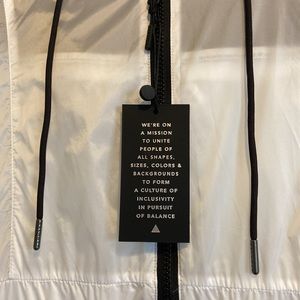 WE'RE ON
A MISSION
TO UNITE
PEOPLE OF
ALL SHAPES,
SIZES, COLORS &
BACKGROUNDS
TO FORM
A CULTURE OF
INCLUSIVITY
IN PURSUIT
OF BALANCE